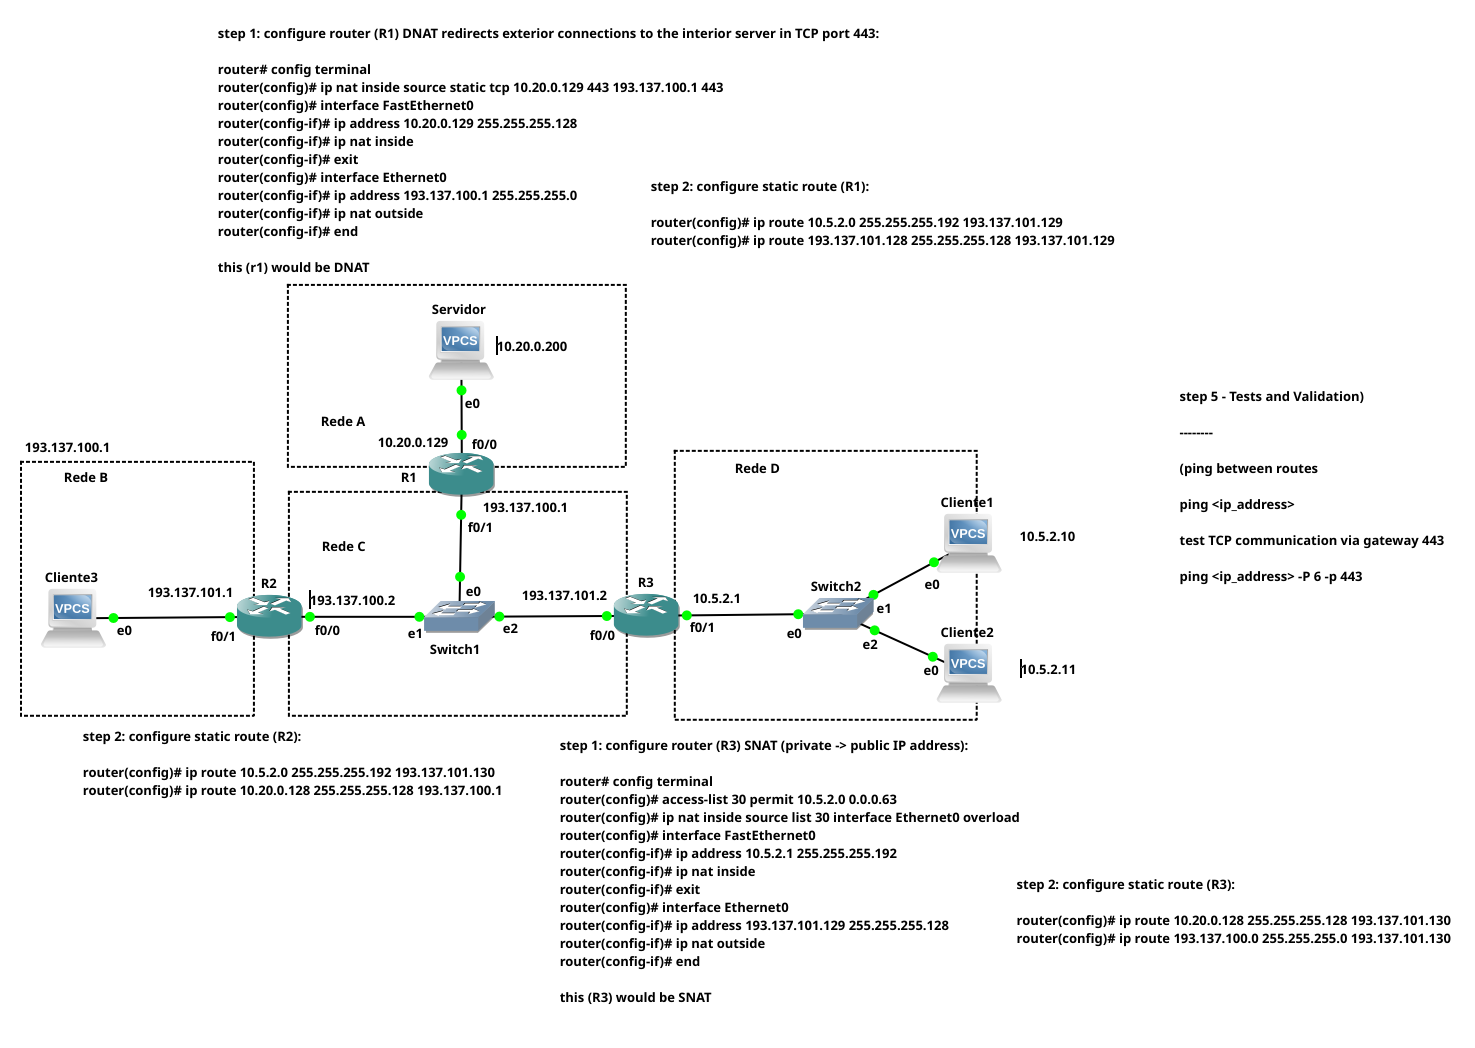 step 1: configure router (R1) DNAT redirects exterior connections to the interior server in TCP port 443:
router# config terminal
router(config)# ip nat inside source static tcp 10.20.0.129 443 193.137.100.1 443
router(config)# interface FastEthernet0
router(config-if)# ip address 10.20.0.129 255.255.255.128
router(config-if)# ip nat inside
router(config-if)# exit
router(config)# interface Ethernet0
router(config-if)# ip address 193.137.100.1 255.255.255.0
router(config-if)# ip nat outside
router(config-if)# end
this (r1) would be DNAT
step 2: configure static route (R1):
router(config)# ip route 10.5.2.0 255.255.255.192 193.137.101.129
router(config)# ip route 193.137.101.128 255.255.255.128 193.137.101.129
Servidor
VPCS
10.20.0.200
e0
Rede A
10.20.0.129
f0/0
R1
193.137.100.1
f0/1
193.137.100.1
Rede B
Cliente3
VPCS
e0
193.137.101.1
f0/1
R2
Rede C
193.137.100.2
f0/0
e0
e1
Switch1
e2
193.137.101.2
f0/0
R3
Rede D
10.5.2.1
f0/1
Switch2
e0
e1
e2
Cliente1
VPCS
e0
10.5.2.10
Cliente2
VPCS
e0
10.5.2.11
step 5 - Tests and Validation)
--------
(ping between routes
ping <ip_address>
test TCP communication via gateway 443
ping <ip_address> -P 6 -p 443
step 2: configure static route (R2):
router(config)# ip route 10.5.2.0 255.255.255.192 193.137.101.130
router(config)# ip route 10.20.0.128 255.255.255.128 193.137.100.1
step 1: configure router (R3) SNAT (private -> public IP address):
router# config terminal
router(config)# access-list 30 permit 10.5.2.0 0.0.0.63
router(config)# ip nat inside source list 30 interface Ethernet0 overload
router(config)# interface FastEthernet0
router(config-if)# ip address 10.5.2.1 255.255.255.192
router(config-if)# ip nat inside
router(config-if)# exit
router(config)# interface Ethernet0
router(config-if)# ip address 193.137.101.129 255.255.255.128
router(config-if)# ip nat outside
router(config-if)# end
this (R3) would be SNAT
step 2: configure static route (R3):
router(config)# ip route 10.20.0.128 255.255.255.128 193.137.101.130
router(config)# ip route 193.137.100.0 255.255.255.0 193.137.101.130